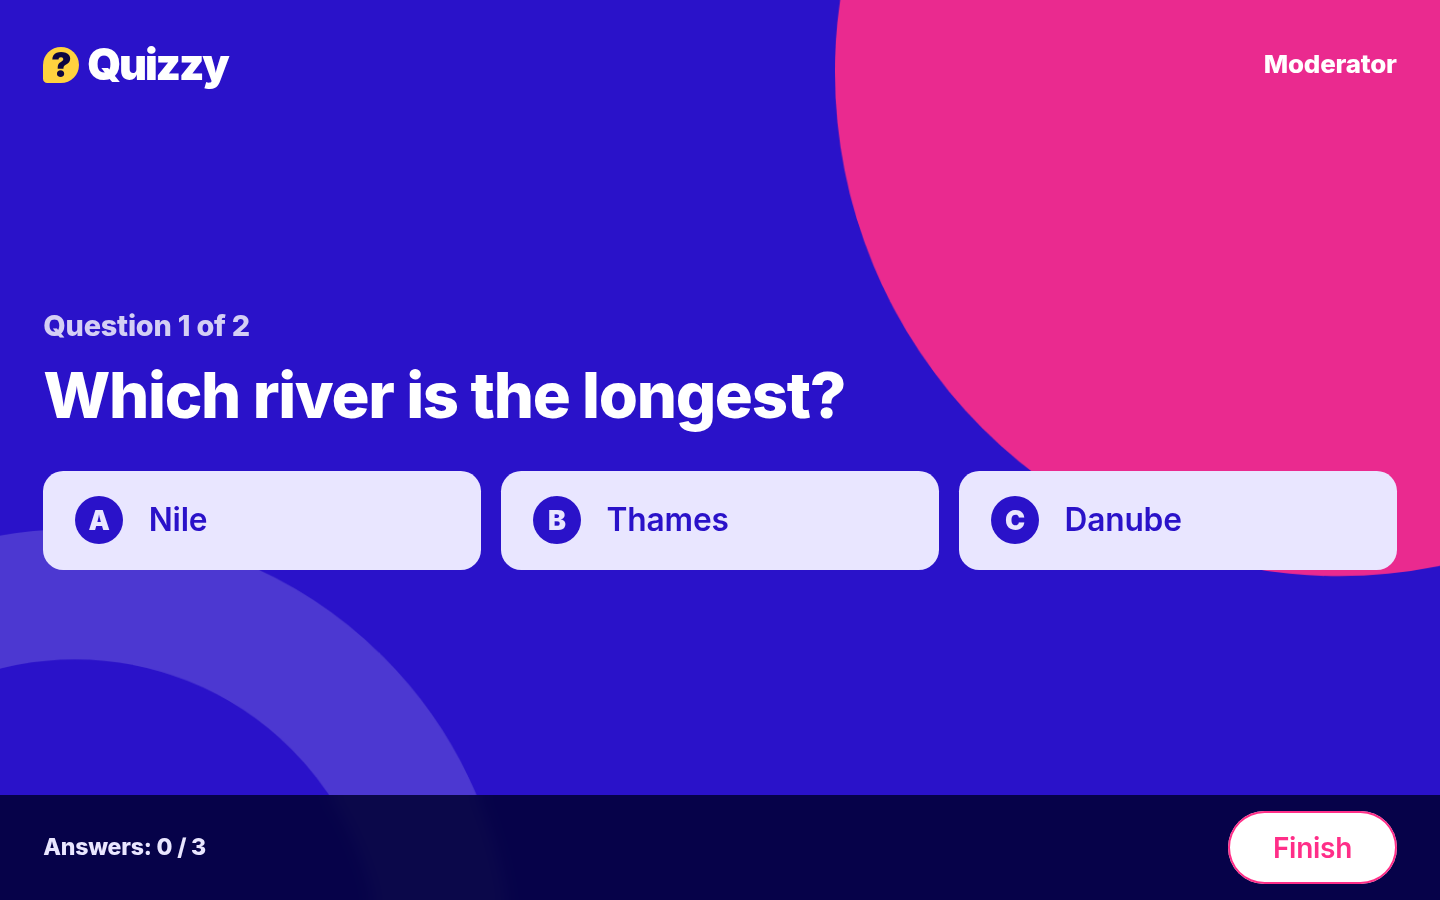 ? Quizzy
Moderator
Question 1 of 2
Which river is the longest?
A Nile
B Thames
C Danube
Answers: 0 / 3
Finish